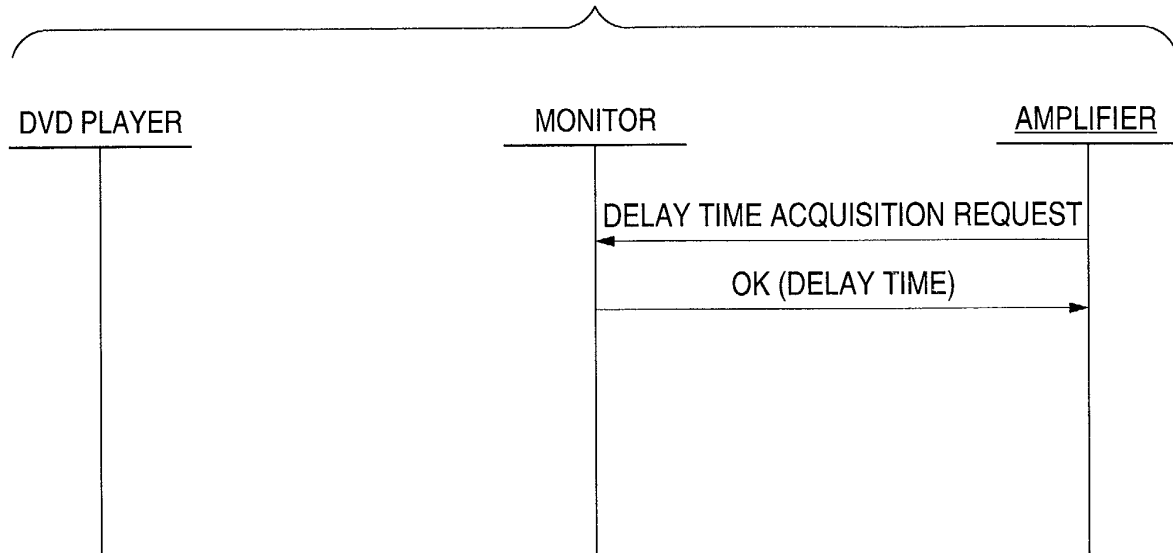 DVD PLAYER
MONITOR
AMPLIFIER
DELAY TIME ACQUISITION REQUEST
OK (DELAY TIME)